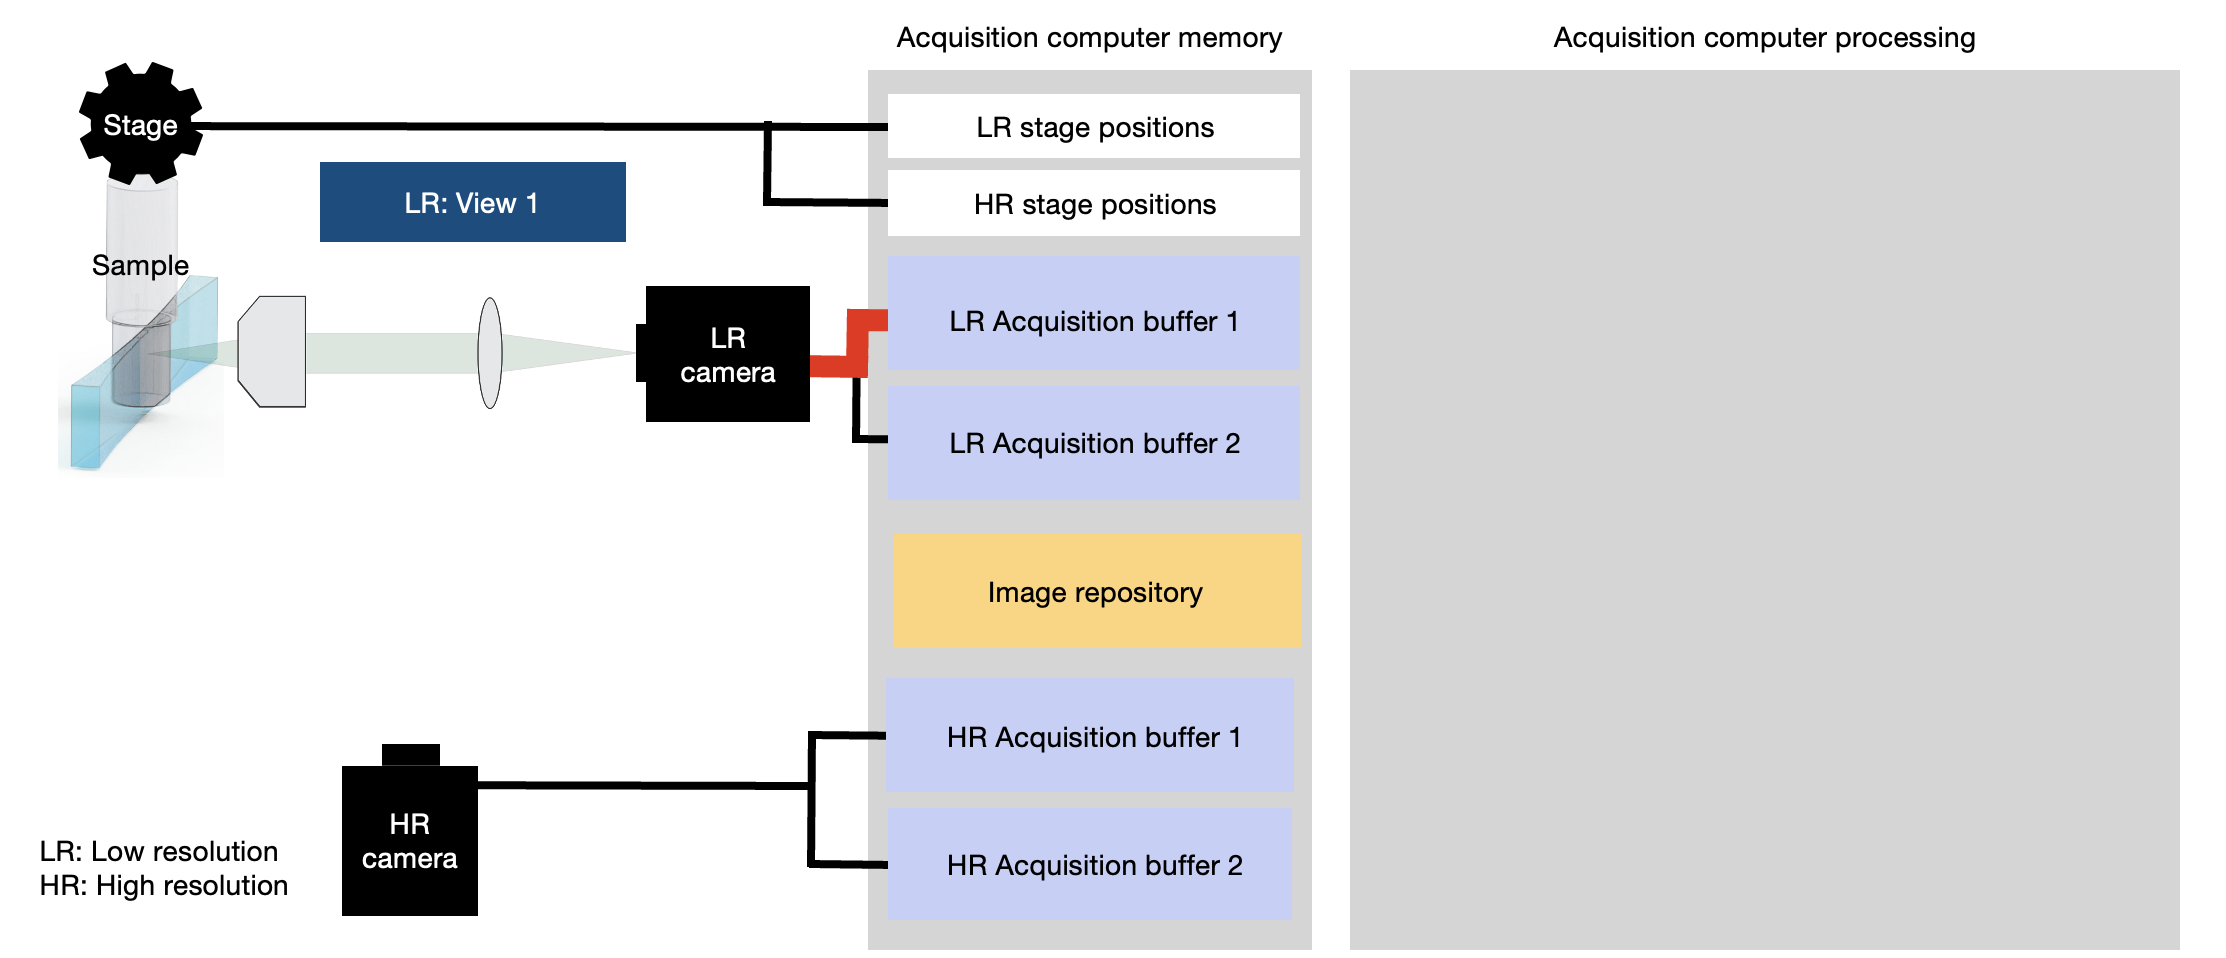 Acquisition computer memory
Acquisition computer processing
Stage
LR stage positions
LR: View 1
HR stage positions
Sample
LR Acquisition buffer 1
LR
camera
LR Acquisition buffer 2
Image repository
HR Acquisition buffer 1
HR
camera
HR Acquisition buffer 2
LR: Low resolution
HR: High resolution